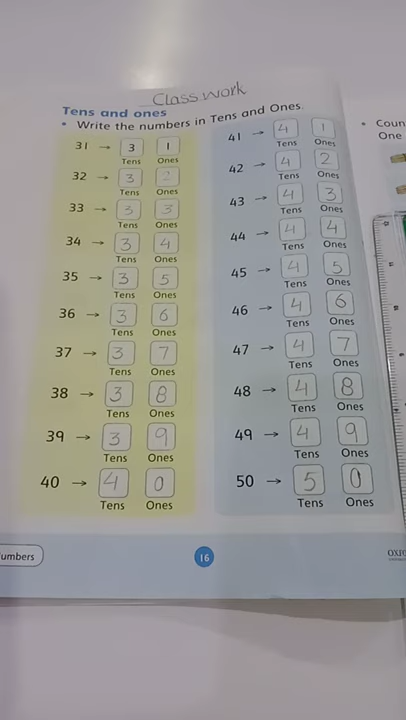 Class work
Tens and ones
• Write the numbers in Tens and Ones.
31 → 3 1
Tens Ones
32 → 3 2
Tens Ones
33 → 3 3
Tens Ones
34 → 3 4
Tens Ones
35 → 3 5
Tens Ones
36 → 3 6
Tens Ones
37 → 3 7
Tens Ones
38 → 3 8
Tens Ones
39 → 3 9
Tens Ones
40 → 4 0
Tens Ones
41 → 4 1
Tens Ones
42 → 4 2
Tens Ones
43 → 4 3
Tens Ones
44 → 4 4
Tens Ones
45 → 4 5
Tens Ones
46 → 4 6
Tens Ones
47 → 4 7
Tens Ones
48 → 4 8
Tens Ones
49 → 4 9
Tens Ones
50 → 5 0
Tens Ones
umbers
16
• Coun
One
OXF